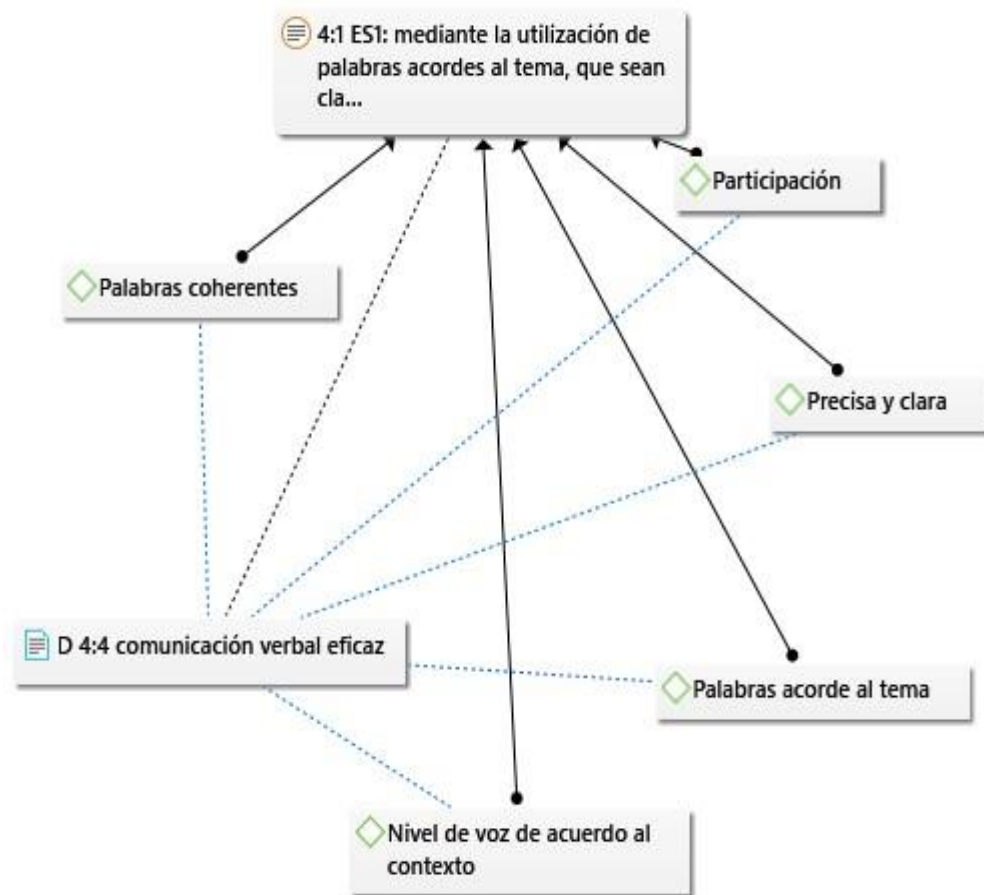 4:1 ES1: mediante la utilización de
palabras acordes al tema, que sean
cla...
Participación
Palabras coherentes
Precisa y clara
D 4:4 comunicación verbal eficaz
Palabras acorde al tema
Nivel de voz de acuerdo al
contexto